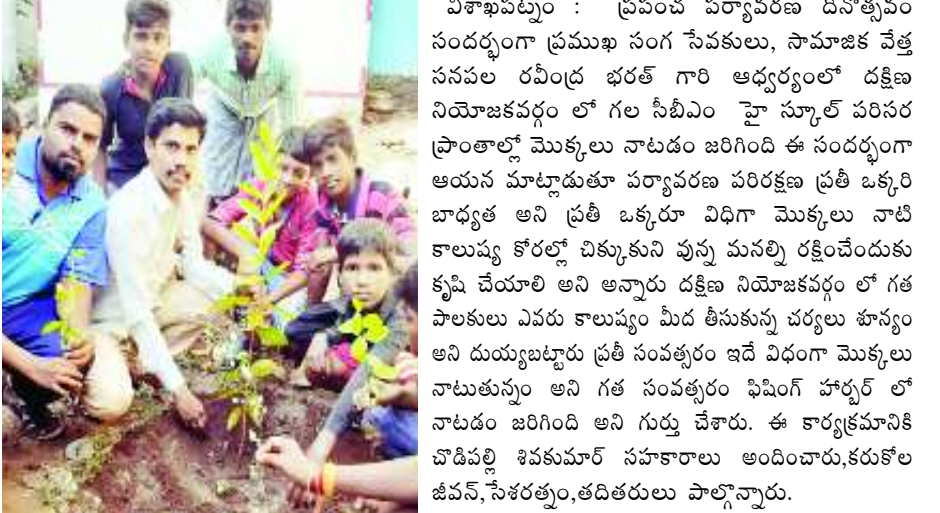 విశాఖపట్నం : ప్రపంచ పర్యావరణ దినోత్సవం
సందర్భంగా ప్రముఖ సంగ సేవకులు, సామాజిక వేత్త
సనపల రవీంద్ర భరత్ గారి ఆధ్వర్యంలో దక్షిణ
నియోజకవర్గం లో గల సీబీఎం హై స్కూల్ పరిసర
ప్రాంతాల్లో మొక్కలు నాటడం జరిగింది ఈ సందర్భంగా
ఆయన మాట్లాడుతూ పర్యావరణ పరిరక్షణ ప్రతీ ఒక్కరి
బాధ్యత అని ప్రతీ ఒక్కరూ విధిగా మొక్కలు నాటి
కాలుష్య కోరల్లో చిక్కుకుని వున్న మనల్ని రక్షించేందుకు
కృషి చేయాలి అని అన్నారు దక్షిణ నియోజకవర్గం లో గత
పాలకులు ఎవరు కాలుష్యం మీద తీసుకున్న చర్యలు శూన్యం
అని దుయ్యబట్టారు ప్రతీ సంవత్సరం ఇదే విధంగా మొక్కలు
నాటుతున్నం అని గత సంవత్సరం ఫిషింగ్ హార్బర్ లో
నాటడం జరిగింది అని గుర్తు చేశారు. ఈ కార్యక్రమానికి
చొడిపల్లి శివకుమార్ సహకారాలు అందించారు,కరుకోల
జీవన్,సేశరత్నం,తదితరులు పాల్గొన్నారు.